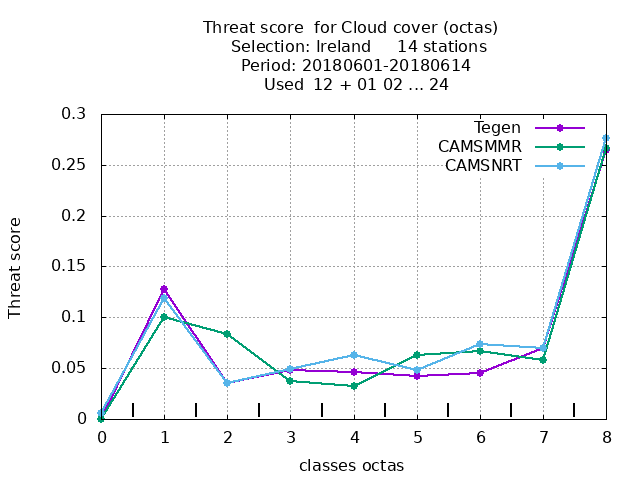 Threat score  for Cloud cover (octas)
Selection: Ireland     14 stations
Period: 20180601-20180614
Used  12 + 01 02 ... 24
Tegen
CAMSMMR
CAMSNRT
0.3
0.25
0.2
0.15
0.1
0.05
0
Threat score
0 1 2 3 4 5 6 7 8
classes octas